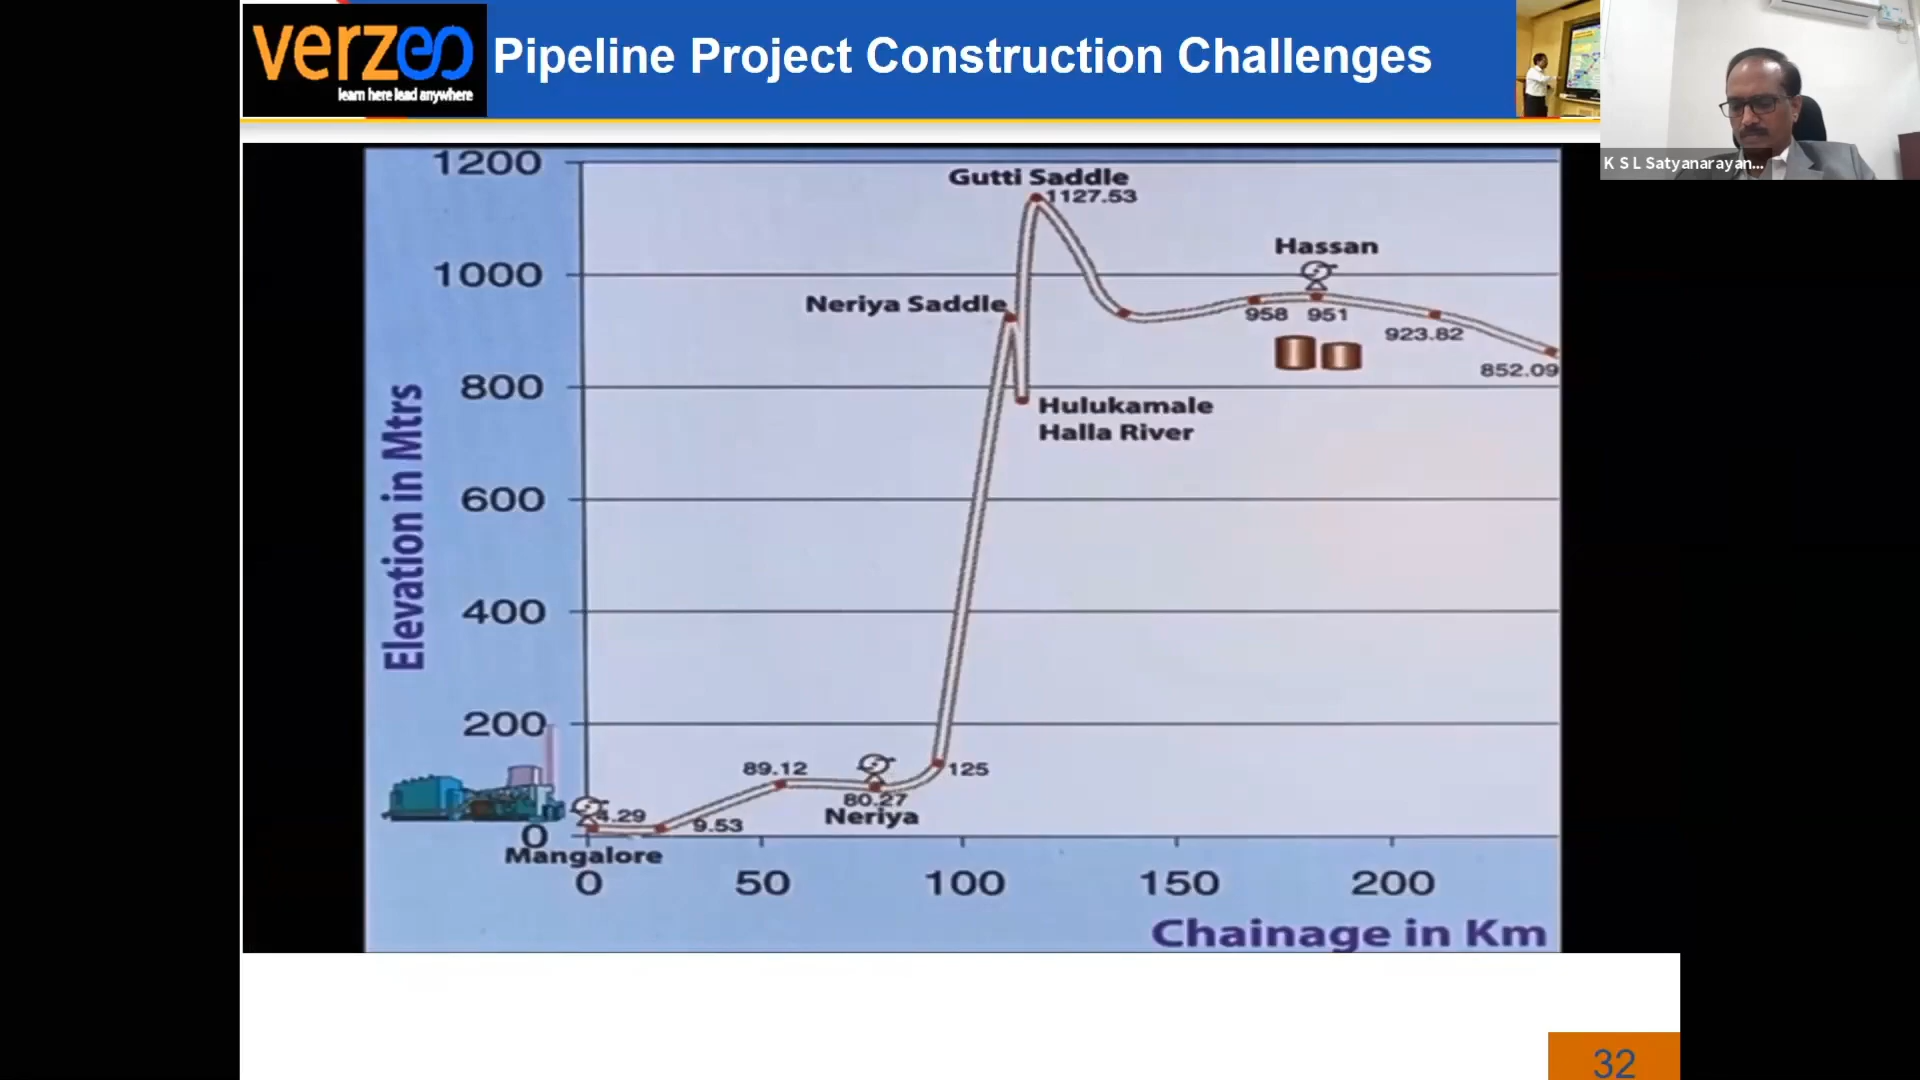 verzeo
learn here lead anywhere
Pipeline Project Construction Challenges
K S L Satyanarayan...
Elevation in Mtrs
1200
1000
800
600
400
200
0
Gutti Saddle
1127.53
Hassan
Neriya Saddle
958
951
923.82
852.09
Hulukamale
Halla River
89.12
125
80.27
Neriya
4.29
9.53
Mangalore
0
50
100
150
200
Chainage in Km
32